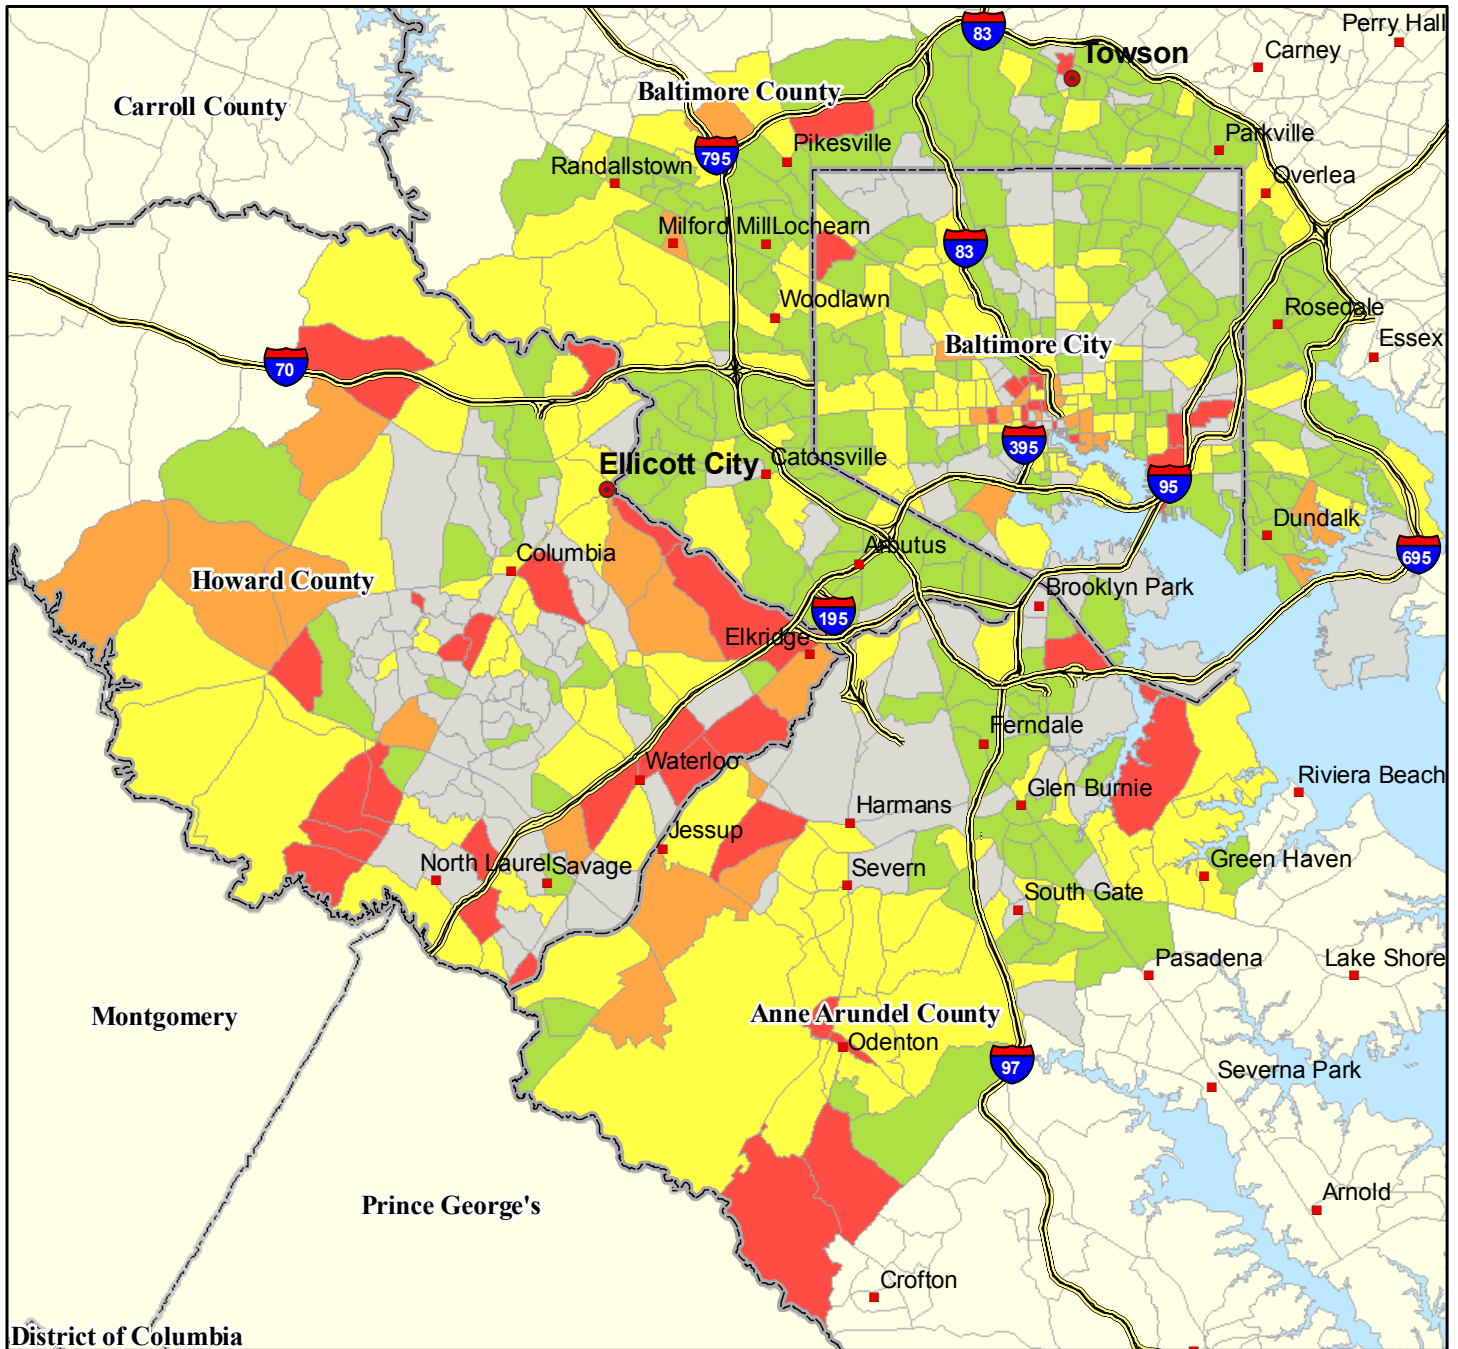 83
Perry Hall
Towson
Carney
Baltimore County
Carroll County
Parkville
Pikesville
795
Randallstown
Overlea
Milford Mill
Lochearn
83
Woodlawn
Rosedale
Essex
Baltimore City
70
395
Ellicott City
Catonsville
95
Dundalk
Arbutus
Columbia
695
Howard County
Brooklyn Park
195
Elkridge
Ferndale
Waterloo
Riviera Beach
Glen Burnie
Harmans
Jessup
Green Haven
North Laurel
Savage
Severn
South Gate
Pasadena
Lake Shore
Anne Arundel County
Montgomery
Odenton
97
Severna Park
Arnold
Prince George's
Crofton
District of Columbia